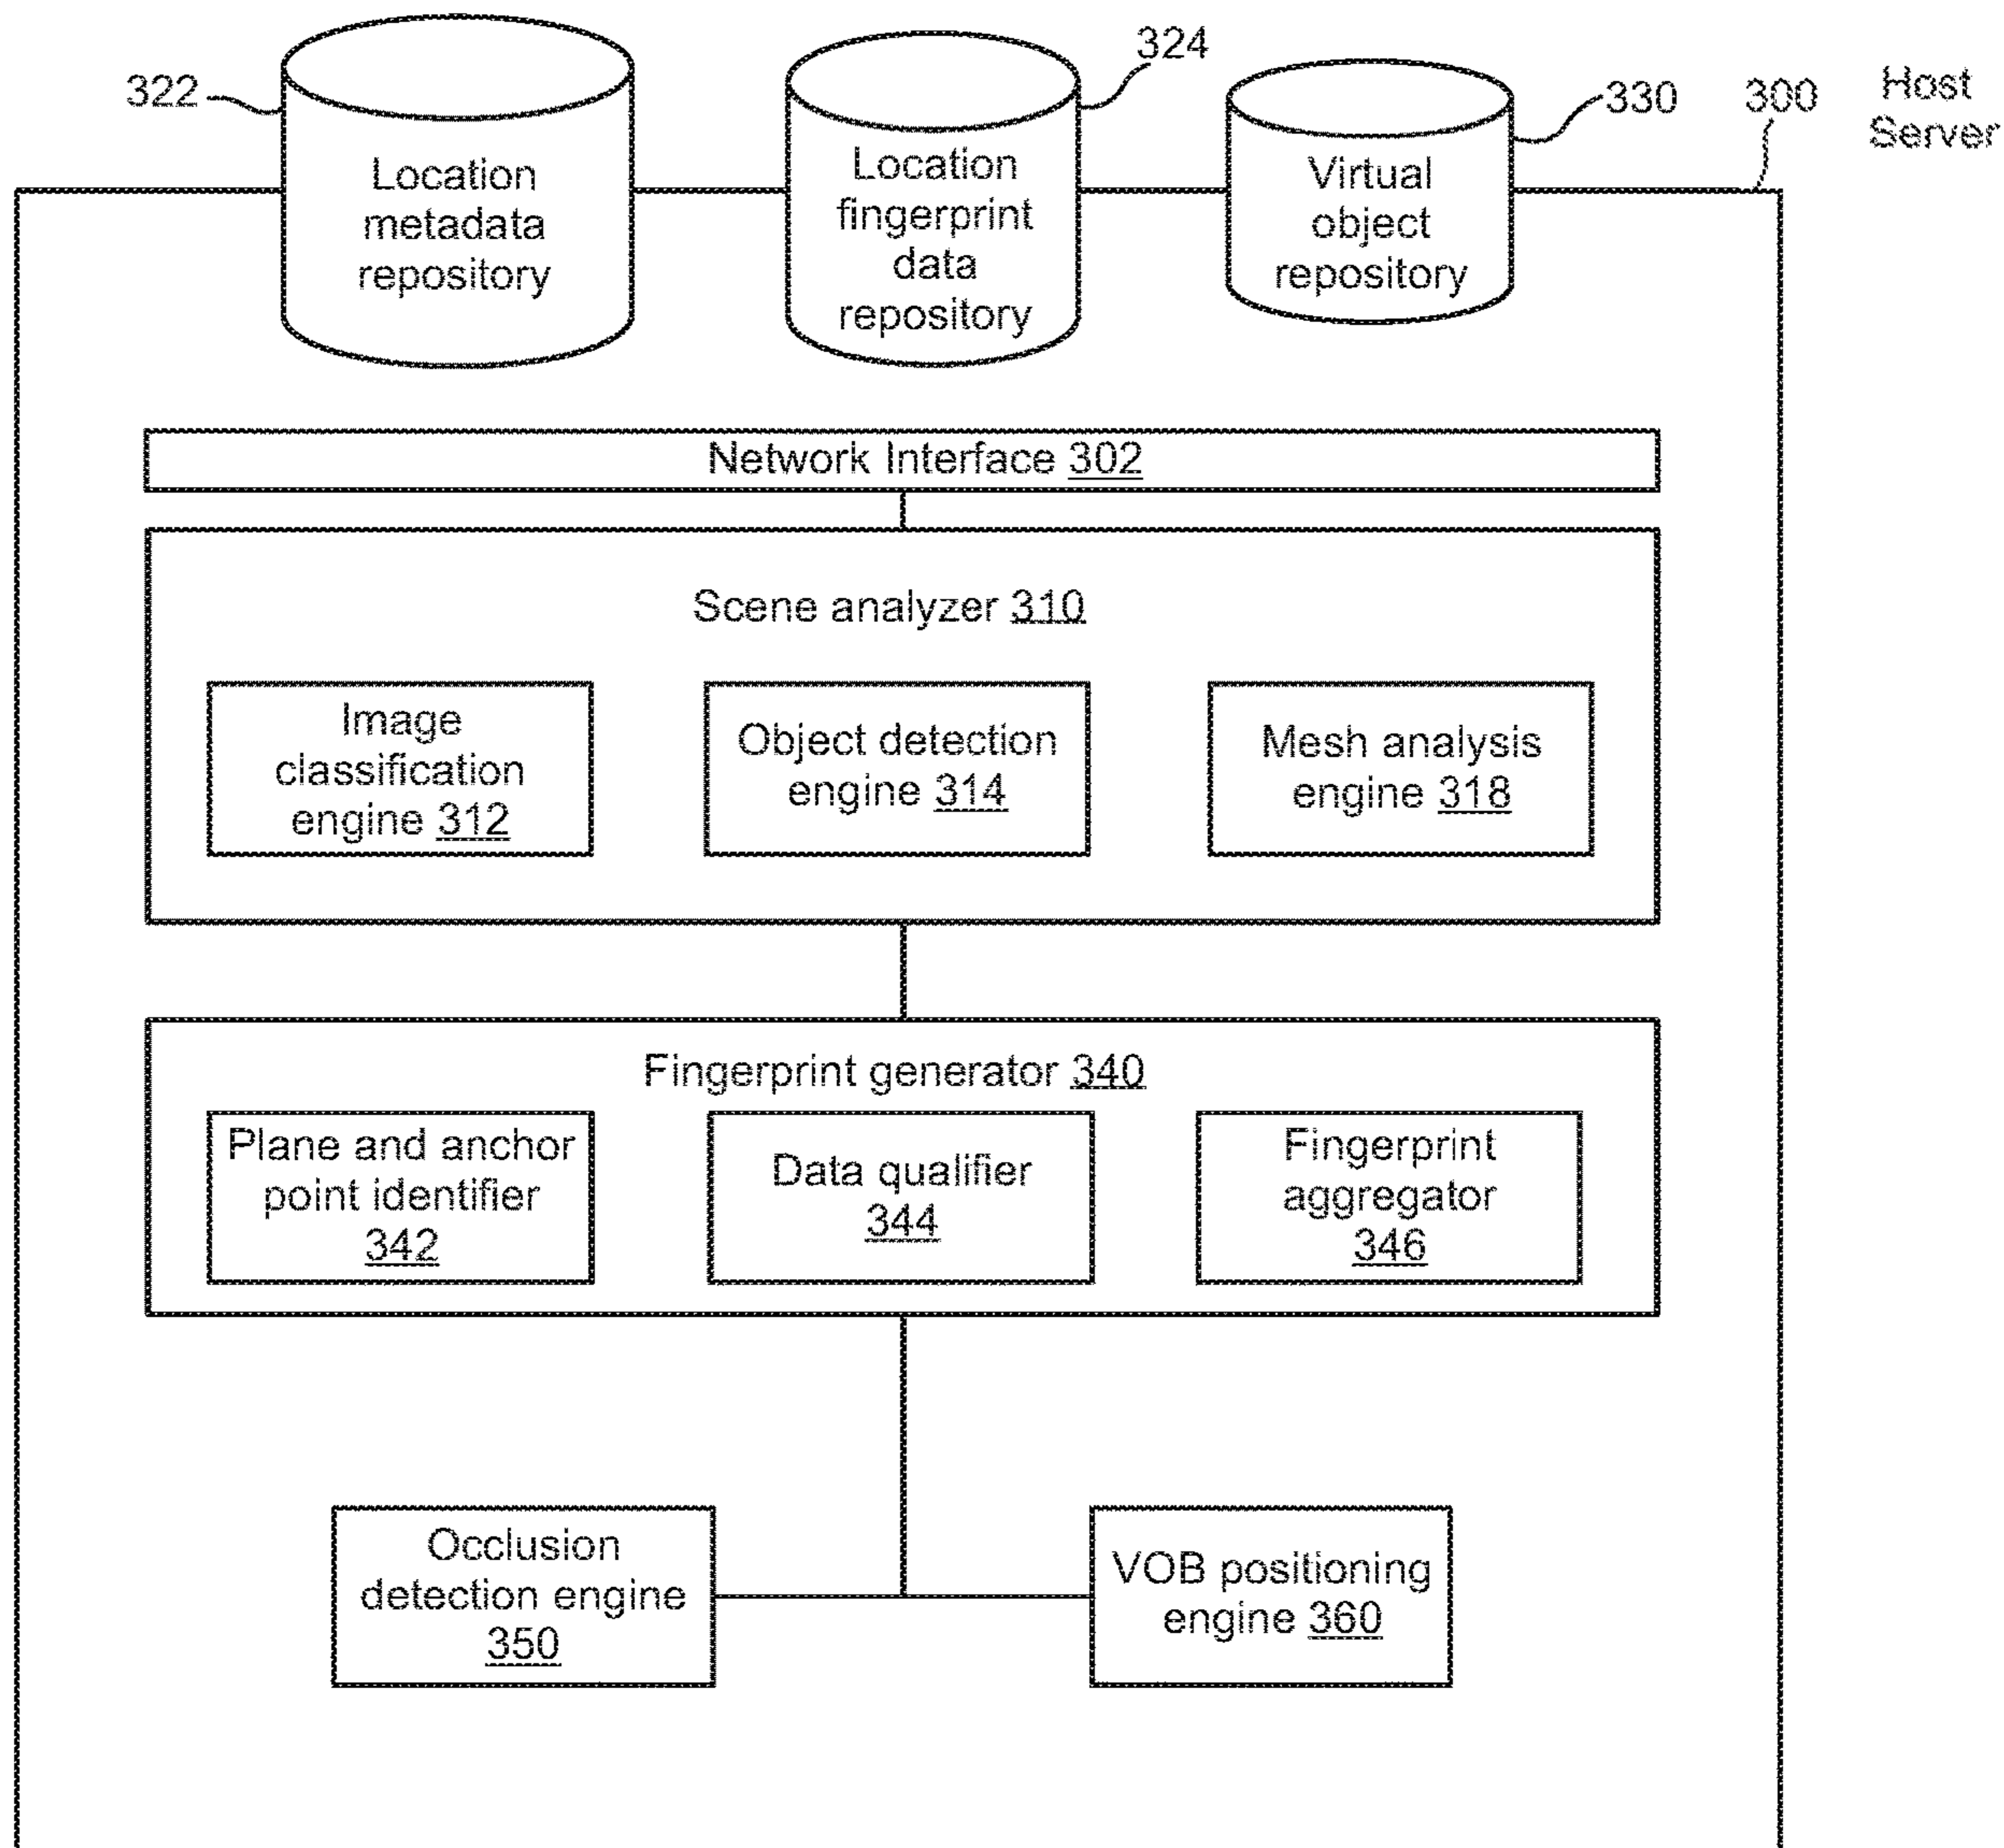 322
Location
metadata
repository
324
Location
fingerprint
data
repository
330
Virtual
object
repository
300
Host
Server
Network Interface 302
Scene analyzer 310
Image
classification
engine 312
Object detection
engine 314
Mesh analysis
engine 318
Fingerprint generator 340
Plane and anchor
point identifier
342
Data qualifier
344
Fingerprint
aggregator
346
Occlusion
detection engine
350
VOB positioning
engine 360